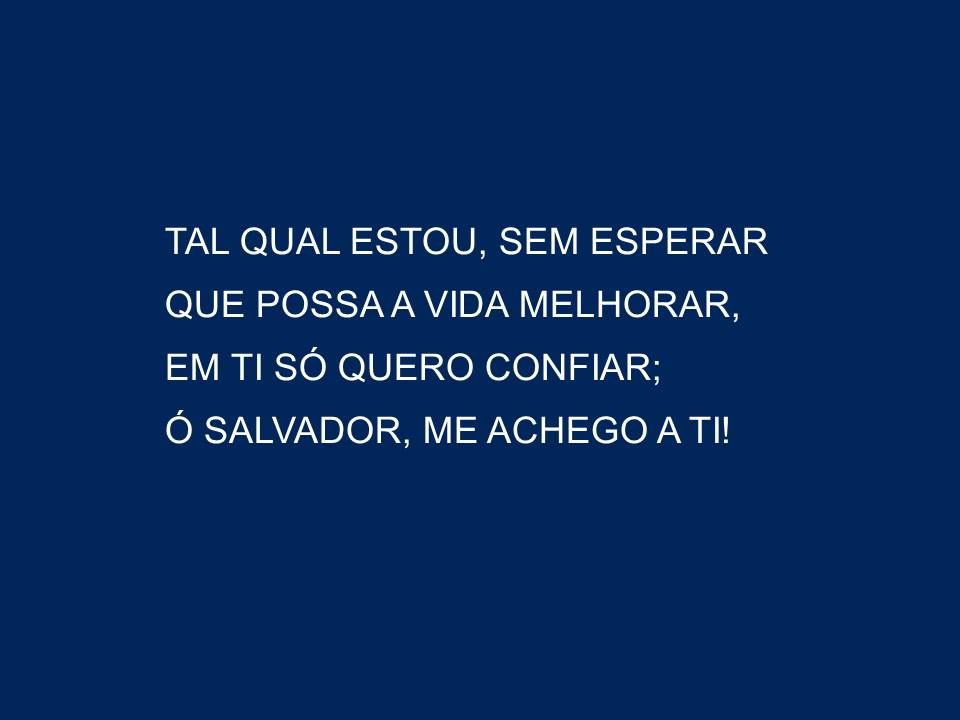 TAL QUAL ESTOU, SEM ESPERAR
QUE POSSA A VIDA MELHORAR,
EM TI SÓ QUERO CONFIAR;
Ó SALVADOR, ME ACHEGO A TI!